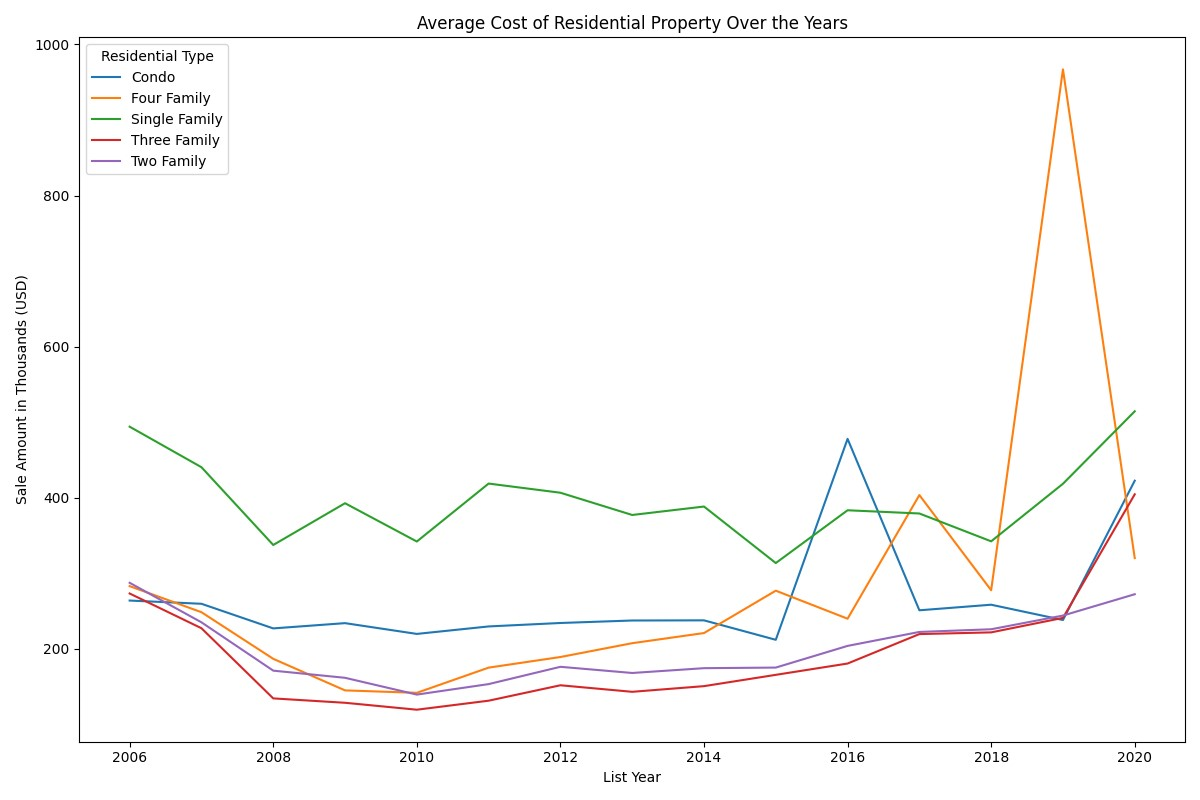 Average Cost of Residential Property Over the Years
1000
800
600
400
200
Sale Amount in Thousands (USD)
Residential Type
Condo
Four Family
Single Family
Three Family
Two Family
2006 2008 2010 2012 2014 2016 2018 2020
List Year